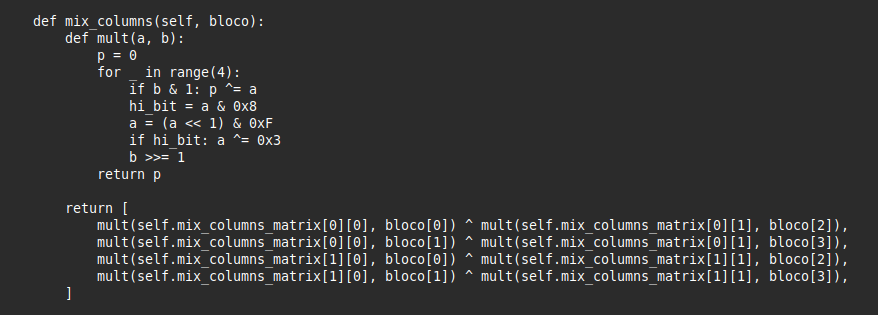 def mix_columns(self, bloco):
    def mult(a, b):
        p = 0
        for _ in range(4):
            if b & 1: p ^= a
            hi_bit = a & 0x8
            a = (a << 1) & 0xF
            if hi_bit: a ^= 0x3
            b >>= 1
        return p

    return [
        mult(self.mix_columns_matrix[0][0], bloco[0]) ^ mult(self.mix_columns_matrix[0][1], bloco[2]),
        mult(self.mix_columns_matrix[0][0], bloco[1]) ^ mult(self.mix_columns_matrix[0][1], bloco[3]),
        mult(self.mix_columns_matrix[1][0], bloco[0]) ^ mult(self.mix_columns_matrix[1][1], bloco[2]),
        mult(self.mix_columns_matrix[1][0], bloco[1]) ^ mult(self.mix_columns_matrix[1][1], bloco[3]),
    ]